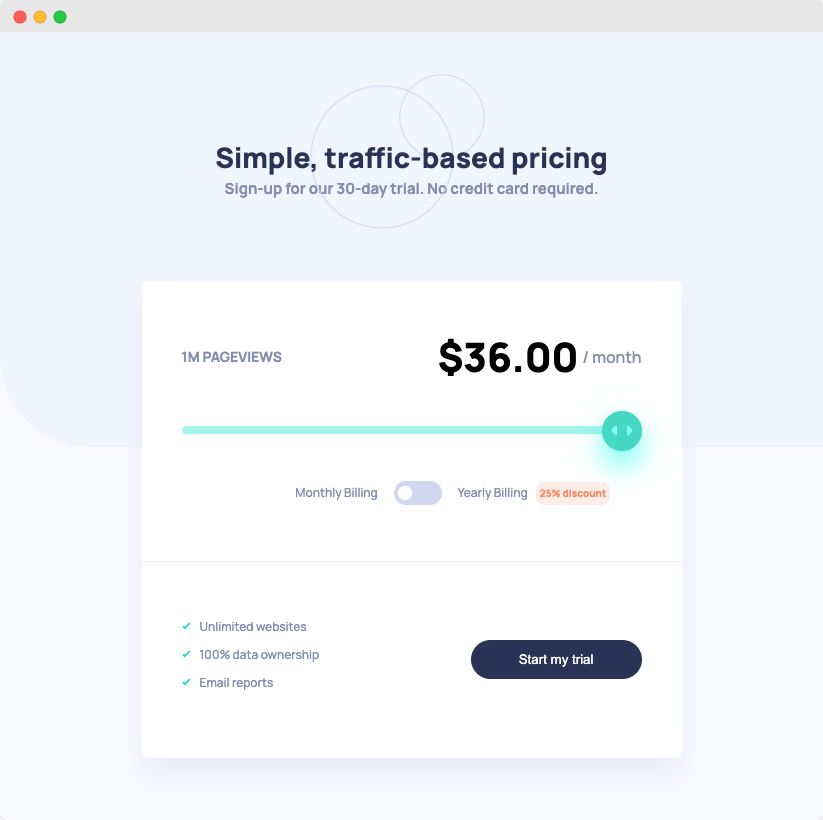 Simple, traffic-based pricing
Sign-up for our 30-day trial. No credit card required.
1M PAGEVIEWS
$36.00 / month
Monthly Billing
Yearly Billing 25% discount
Unlimited websites
100% data ownership
Email reports
Start my trial